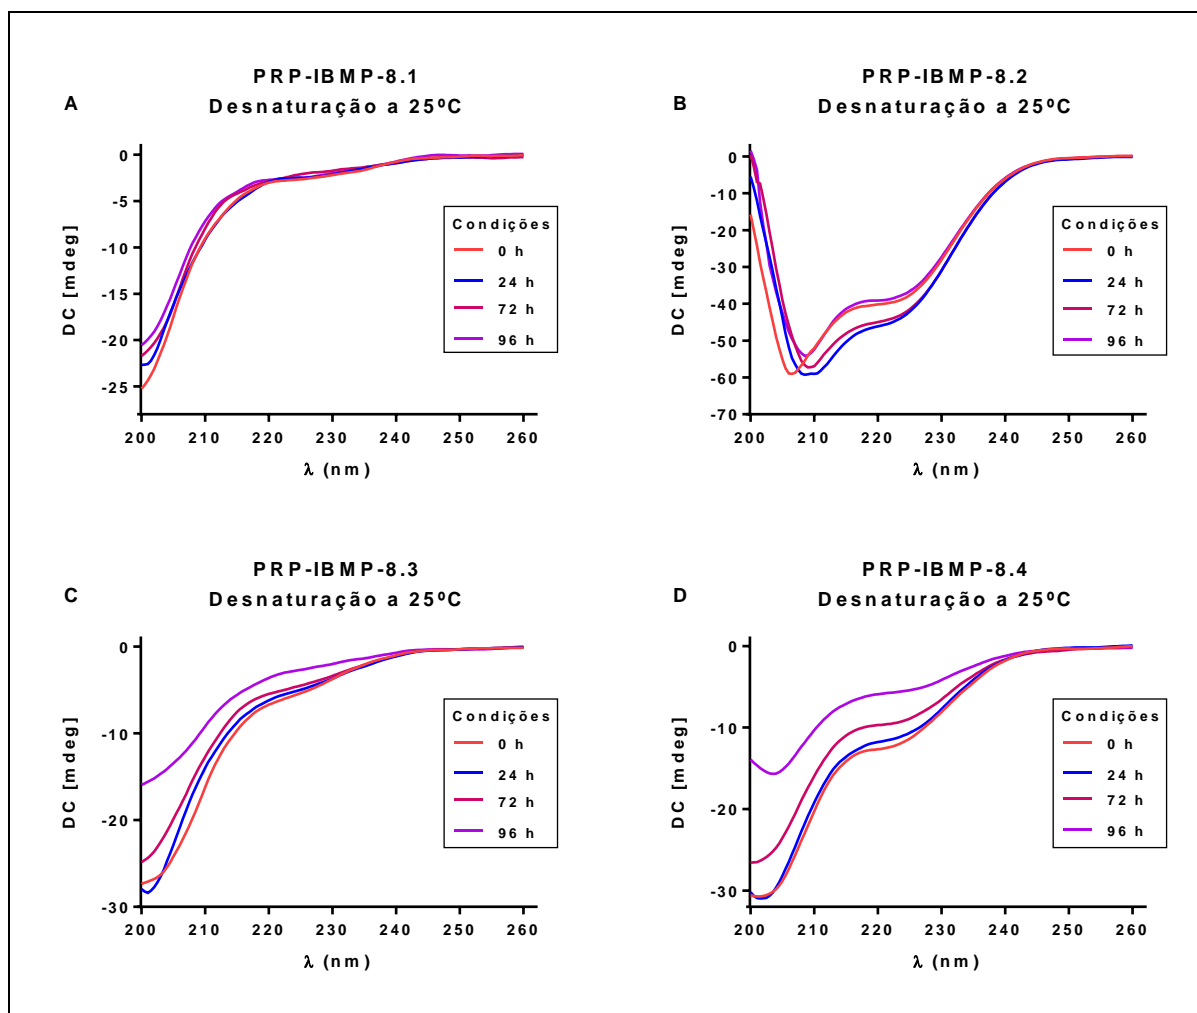 A
PRP-IBMP-8.1
Desnaturação a 25ºC
DC [mdeg]
0
-5
-10
-15
-20
-25
200 210 220 230 240 250 260
λ (nm)
Condições
0 h
24 h
72 h
96 h
B
PRP-IBMP-8.2
Desnaturação a 25ºC
DC [mdeg]
0
-10
-20
-30
-40
-50
-60
-70
200 210 220 230 240 250 260
λ (nm)
Condições
0 h
24 h
72 h
96 h
C
PRP-IBMP-8.3
Desnaturação a 25ºC
DC [mdeg]
0
-10
-20
-30
200 210 220 230 240 250 260
λ (nm)
Condições
0 h
24 h
72 h
96 h
D
PRP-IBMP-8.4
Desnaturação a 25ºC
DC [mdeg]
0
-10
-20
-30
200 210 220 230 240 250 260
λ (nm)
Condições
0 h
24 h
72 h
96 h